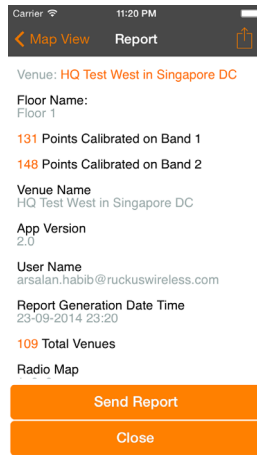 Carrier 11:20 PM
Map View Report
Venue: HQ Test West in Singapore DC
Floor Name:
Floor 1
131 Points Calibrated on Band 1
148 Points Calibrated on Band 2
Venue Name
HQ Test West in Singapore DC
App Version
2.0
User Name
arsalan.habib@ruckuswireless.com
Report Generation Date Time
23-09-2014 23:20
109 Total Venues
Radio Map
Send Report
Close